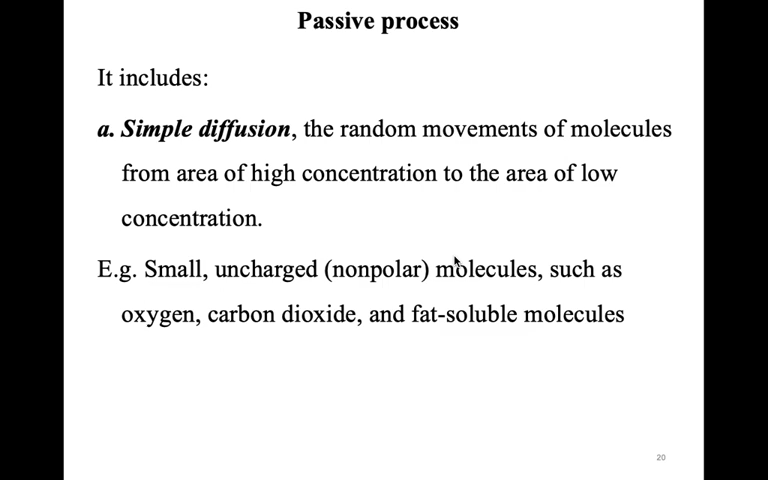 Passive process
It includes:
a. Simple diffusion, the random movements of molecules
from area of high concentration to the area of low
concentration.
E.g. Small, uncharged (nonpolar) molecules, such as
oxygen, carbon dioxide, and fat-soluble molecules
20